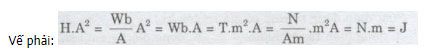 Vế phải: H.A² = Wb/A A² = Wb.A = T.m².A = N/Am .m²A = N.m = J